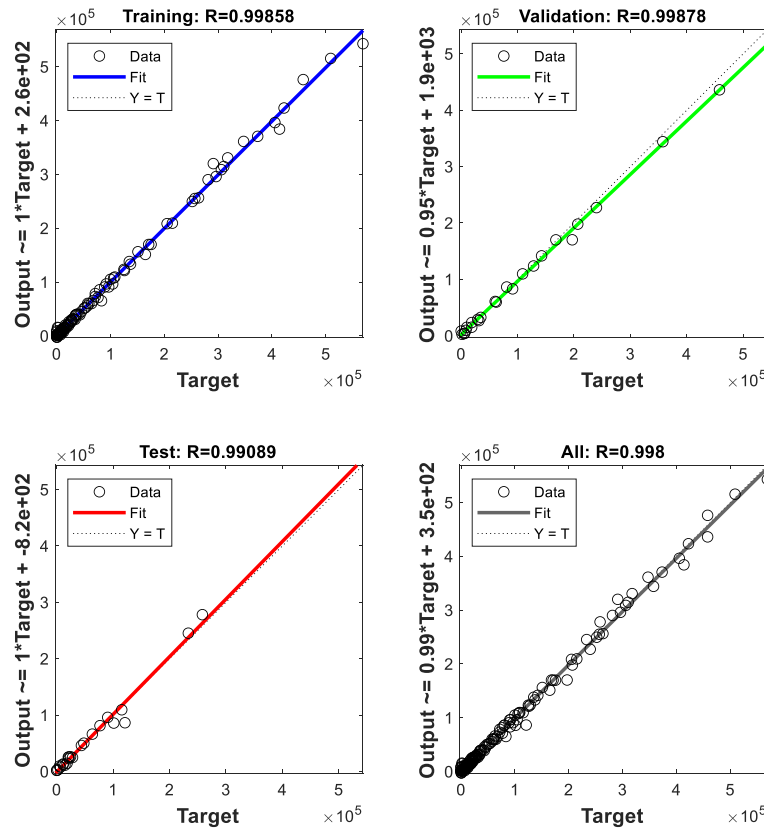 Training: R=0.99858
×10^5
Output ~= 1*Target + 2.6e+02
Data
Fit
Y = T
5
4
3
2
1
0
0 1 2 3 4 5
Target
×10^5
Validation: R=0.99878
×10^5
Output ~= 0.95*Target + 1.9e+03
Data
Fit
Y = T
5
4
3
2
1
0
0 1 2 3 4 5
Target
×10^5
Test: R=0.99089
×10^5
Output ~= 1*Target + -8.2e+02
Data
Fit
Y = T
5
4
3
2
1
0
0 1 2 3 4 5
Target
×10^5
All: R=0.998
×10^5
Output ~= 0.99*Target + 3.5e+02
Data
Fit
Y = T
5
4
3
2
1
0
0 1 2 3 4 5
Target
×10^5